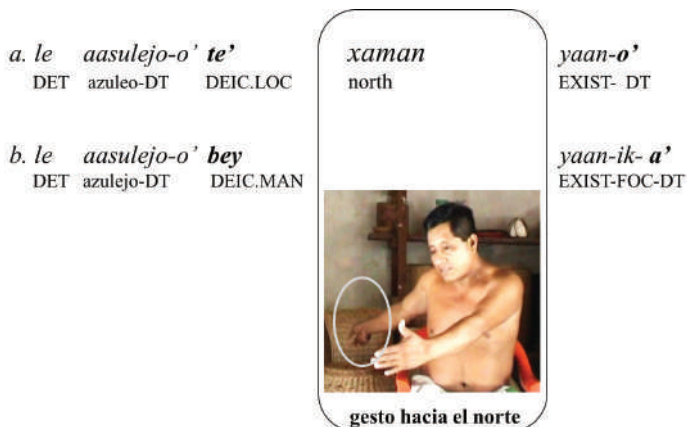 a. le aasulejo-o’ te’ xaman yaan-o’
DET azuleo-DT DEIC.LOC north EXIST- DT
b. le aasulejo-o’ bey yaan-ik- a’
DET azulejo-DT DEIC.MAN EXIST-FOC-DT
gesto hacia el norte